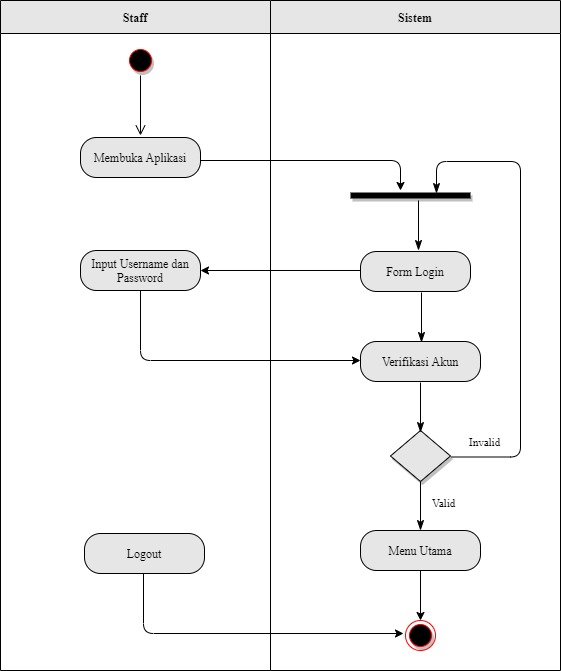 Staff
Sistem
Membuka Aplikasi
Input Username dan
Password
Form Login
Verifikasi Akun
Invalid
Valid
Logout
Menu Utama